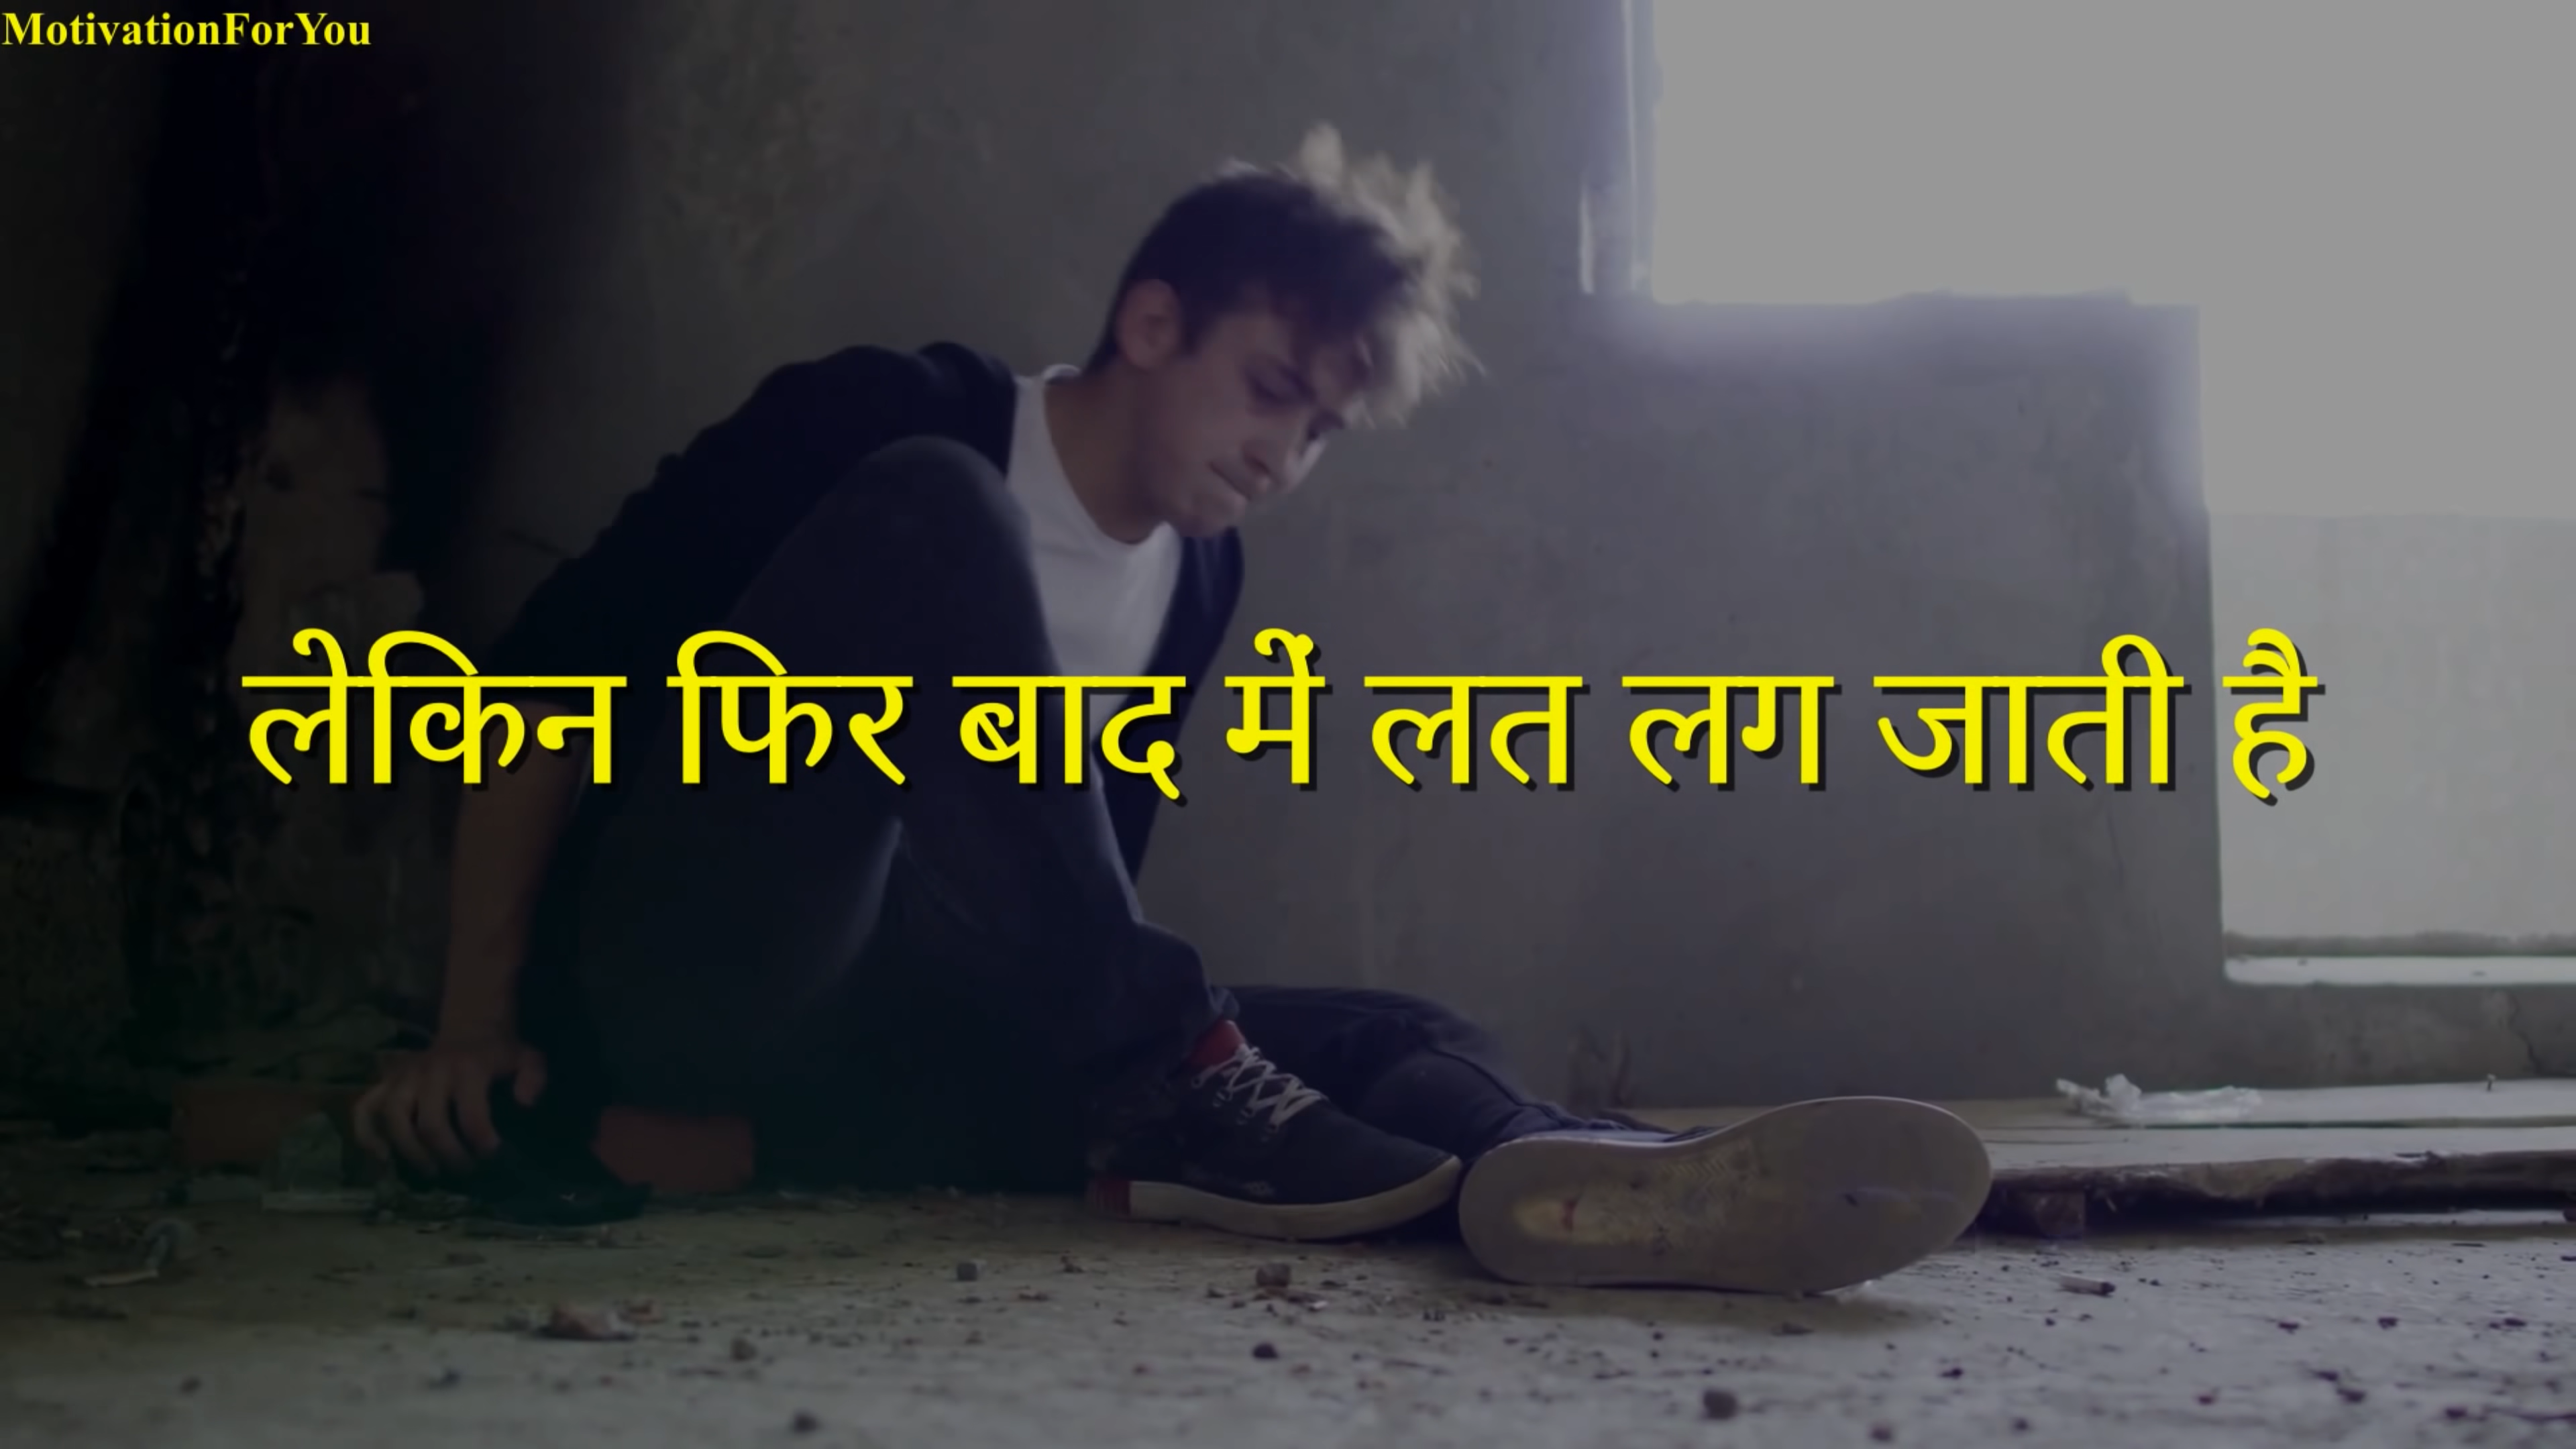 MotivationForYou
लेकिन फिर बाद में लत लग जाती है